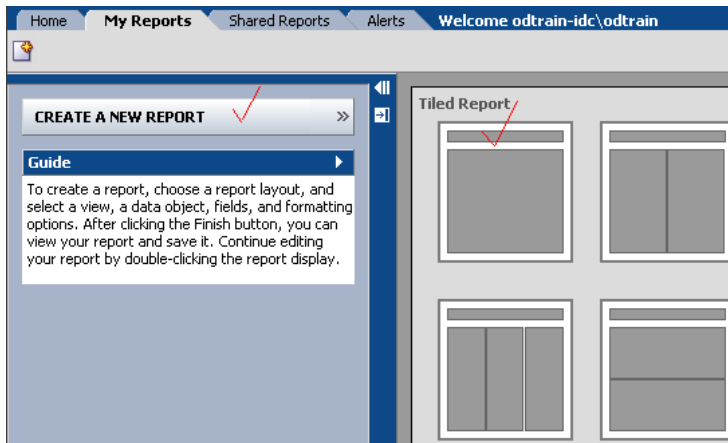 Home My Reports Shared Reports Alerts Welcome odtrain-idc\odtrain
CREATE A NEW REPORT »
Guide
To create a report, choose a report layout, and
select a view, a data object, fields, and formatting
options. After clicking the Finish button, you can
view your report and save it. Continue editing
your report by double-clicking the report display.
Tiled Report